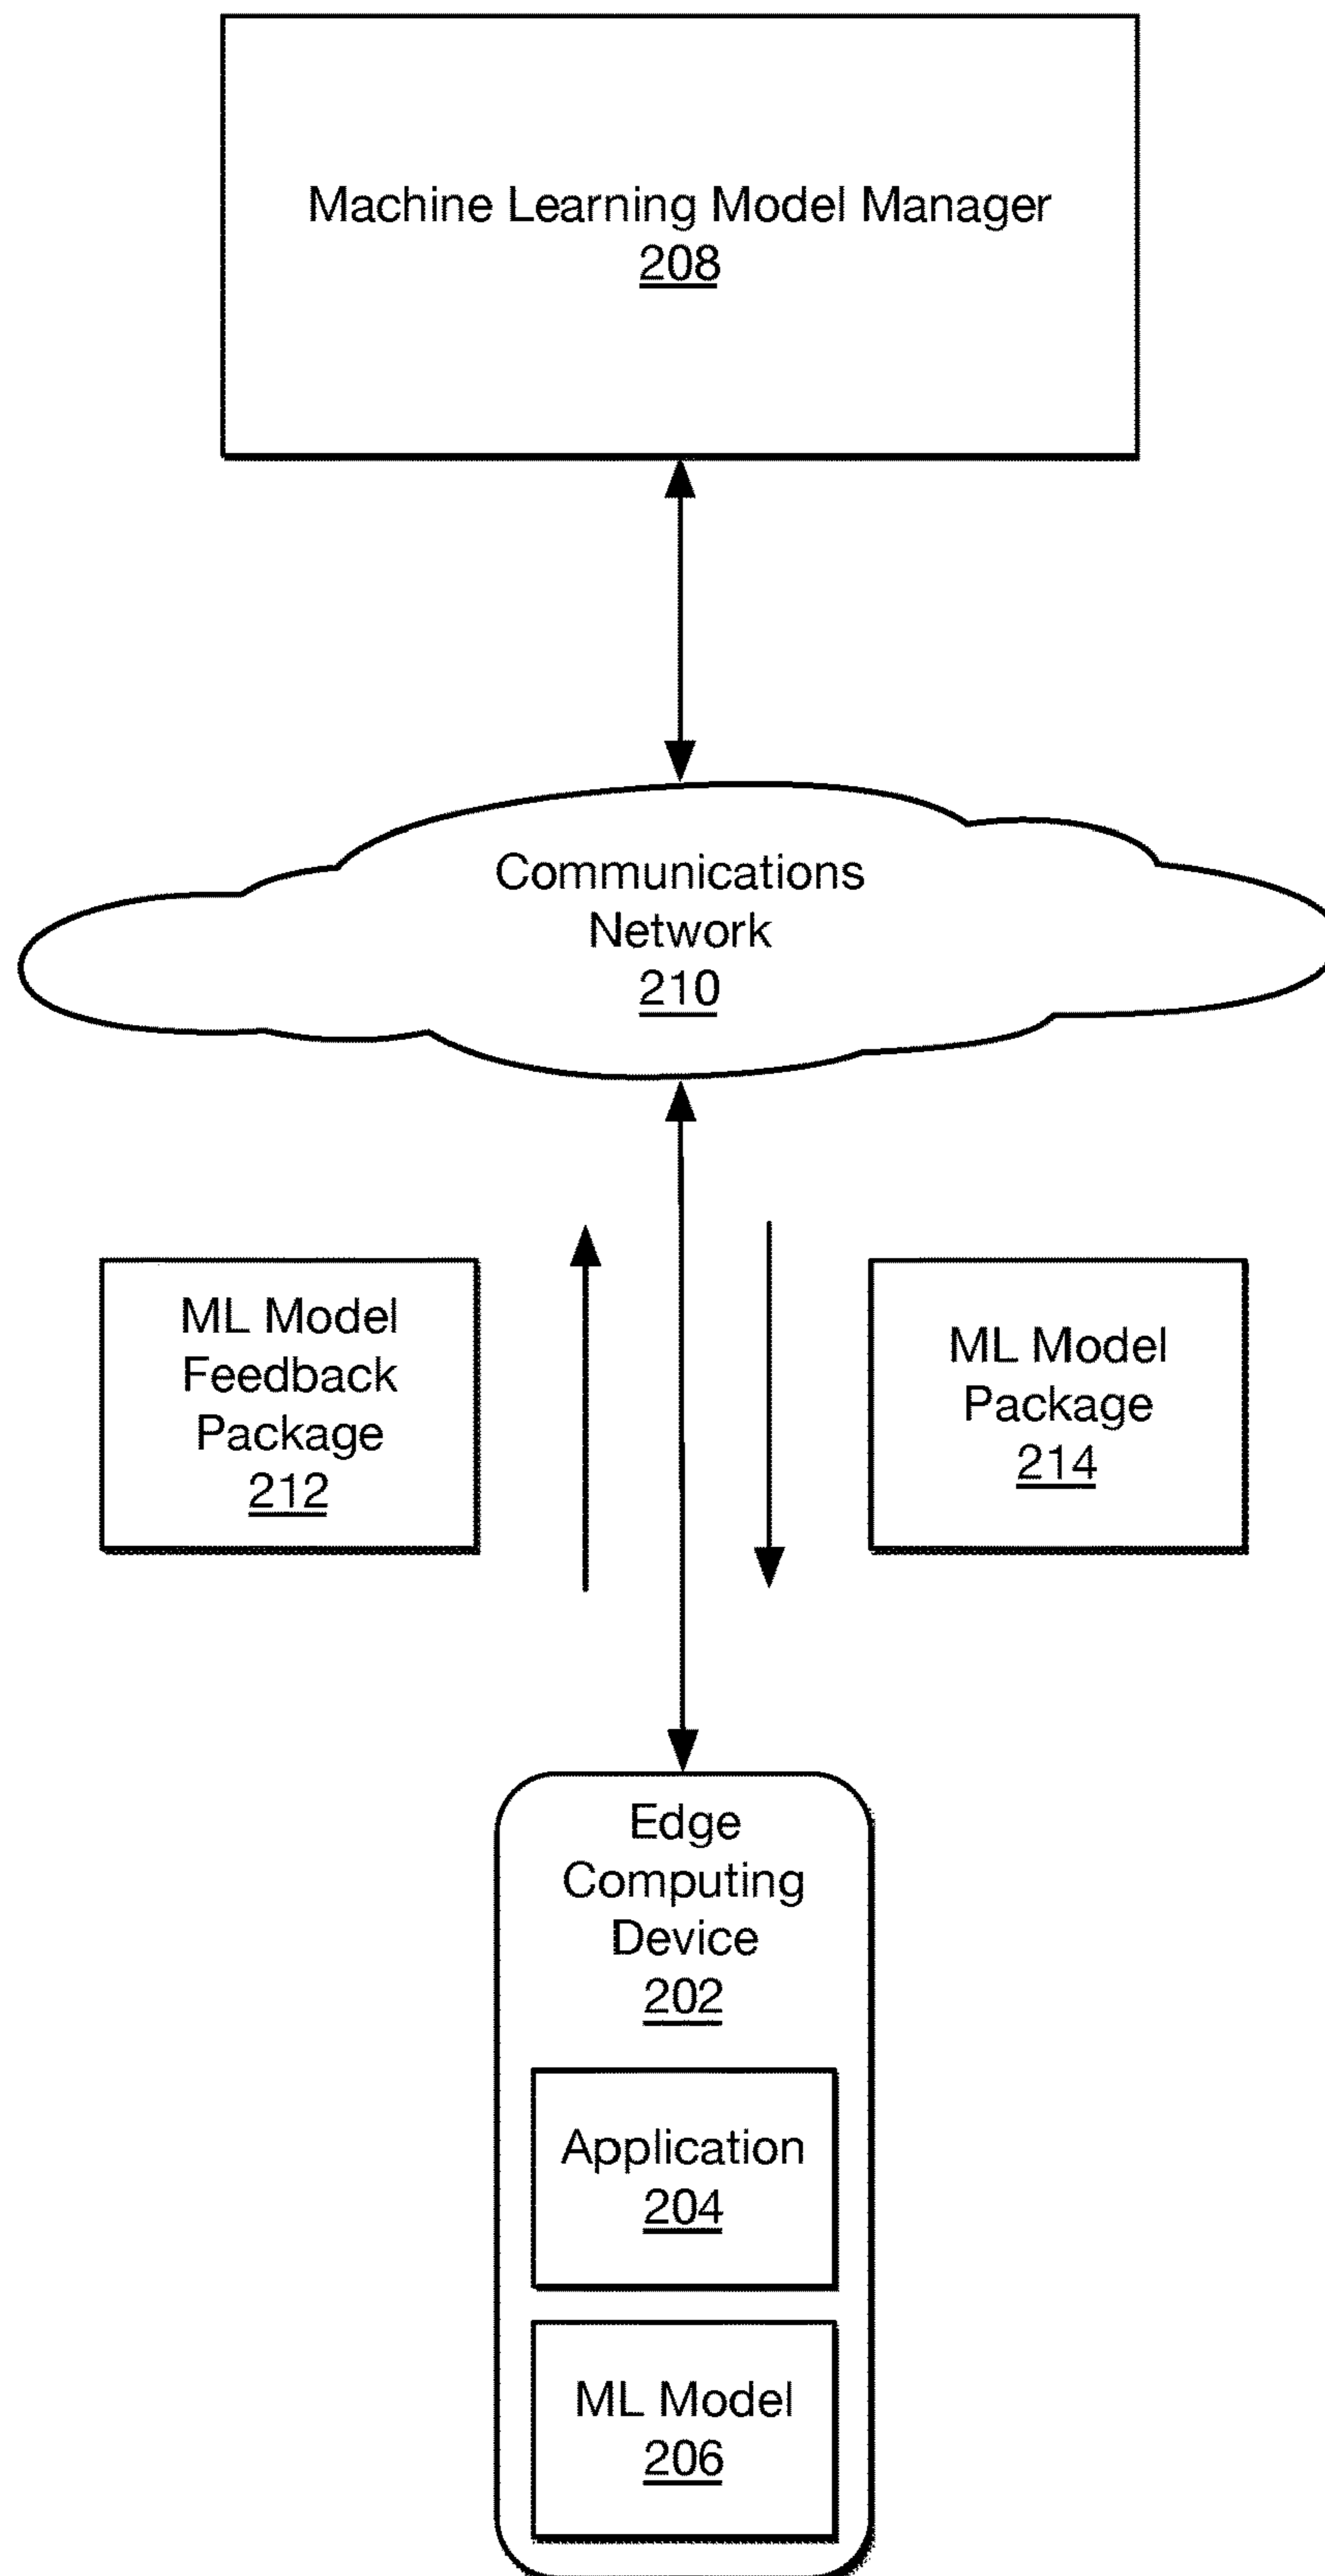 Machine Learning Model Manager
208
Communications
Network
210
ML Model
Feedback
Package
212
ML Model
Package
214
Edge
Computing
Device
202
Application
204
ML Model
206